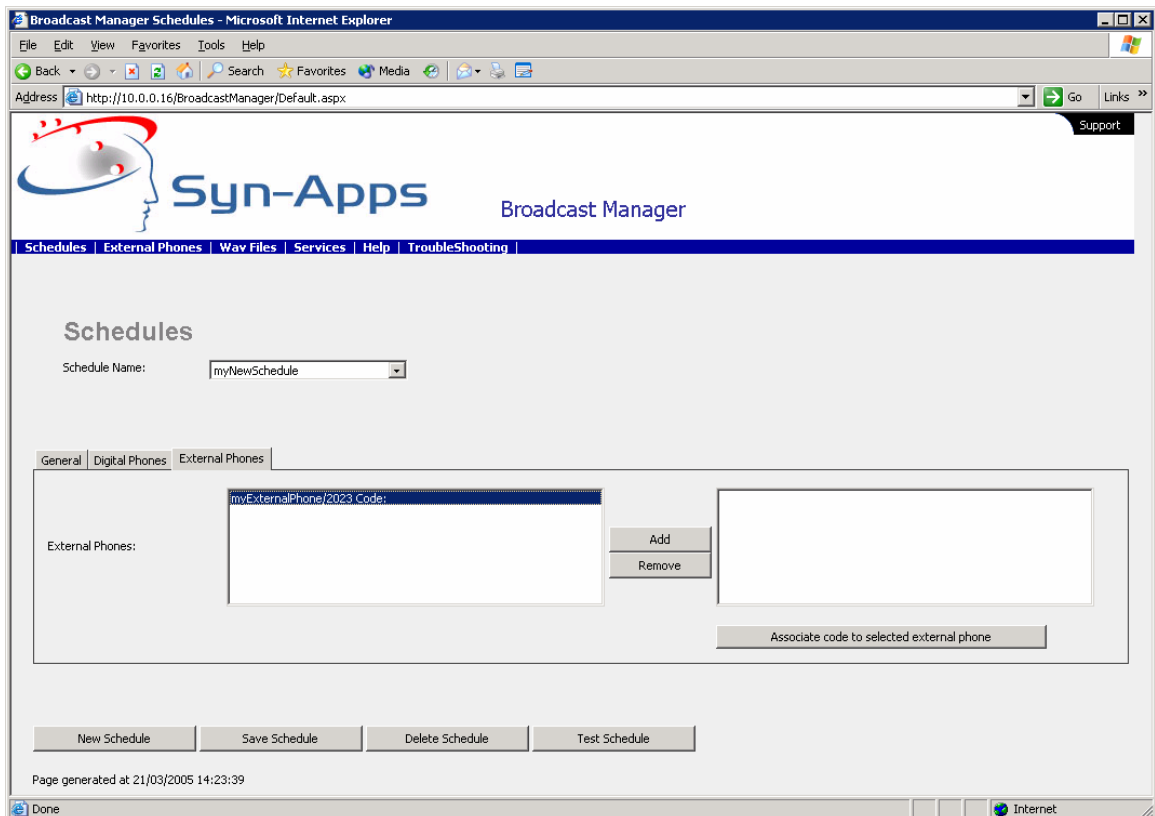 Broadcast Manager Schedules - Microsoft Internet Explorer
File Edit View Favorites Tools Help
Back Search Favorites Media
Address http://10.0.0.16/BroadcastManager/Default.aspx Go Links »
Support
Syn-Apps
Broadcast Manager
| Schedules | External Phones | Wav Files | Services | Help | TroubleShooting |
Schedules
Schedule Name: myNewSchedule
General Digital Phones External Phones
myExternalPhone/2023 Code:
External Phones:
Add
Remove
Associate code to selected external phone
New Schedule Save Schedule Delete Schedule Test Schedule
Page generated at 21/03/2005 14:23:39
Done Internet